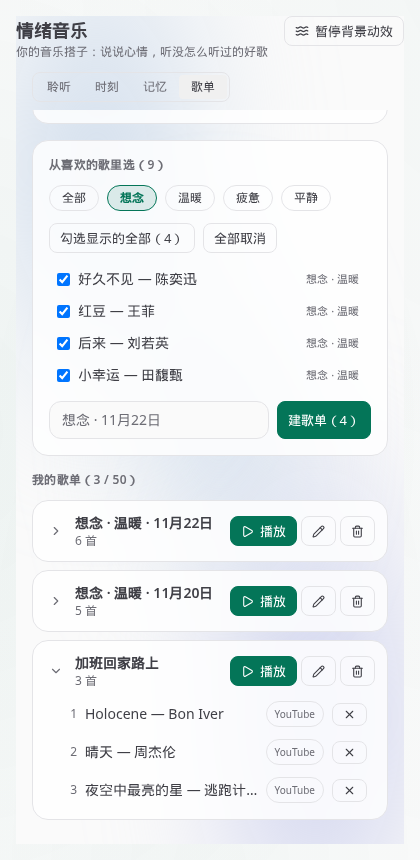 情绪音乐
暂停背景动效
你的音乐搭子：说说心情，听没怎么听过的好歌
聆听 时刻 记忆 歌单
从喜欢的歌里选（9）
全部 想念 温暖 疲惫 平静
勾选显示的全部（4） 全部取消
好久不见 — 陈奕迅 想念 · 温暖
红豆 — 王菲 想念 · 温暖
后来 — 刘若英 想念 · 温暖
小幸运 — 田馥甄 想念 · 温暖
想念 · 11月22日 建歌单（4）
我的歌单（3 / 50）
想念 · 温暖 · 11月22日
6 首
播放
想念 · 温暖 · 11月20日
5 首
播放
加班回家路上
3 首
播放
1 Holocene — Bon Iver YouTube
2 晴天 — 周杰伦 YouTube
3 夜空中最亮的星 — 逃跑计... YouTube